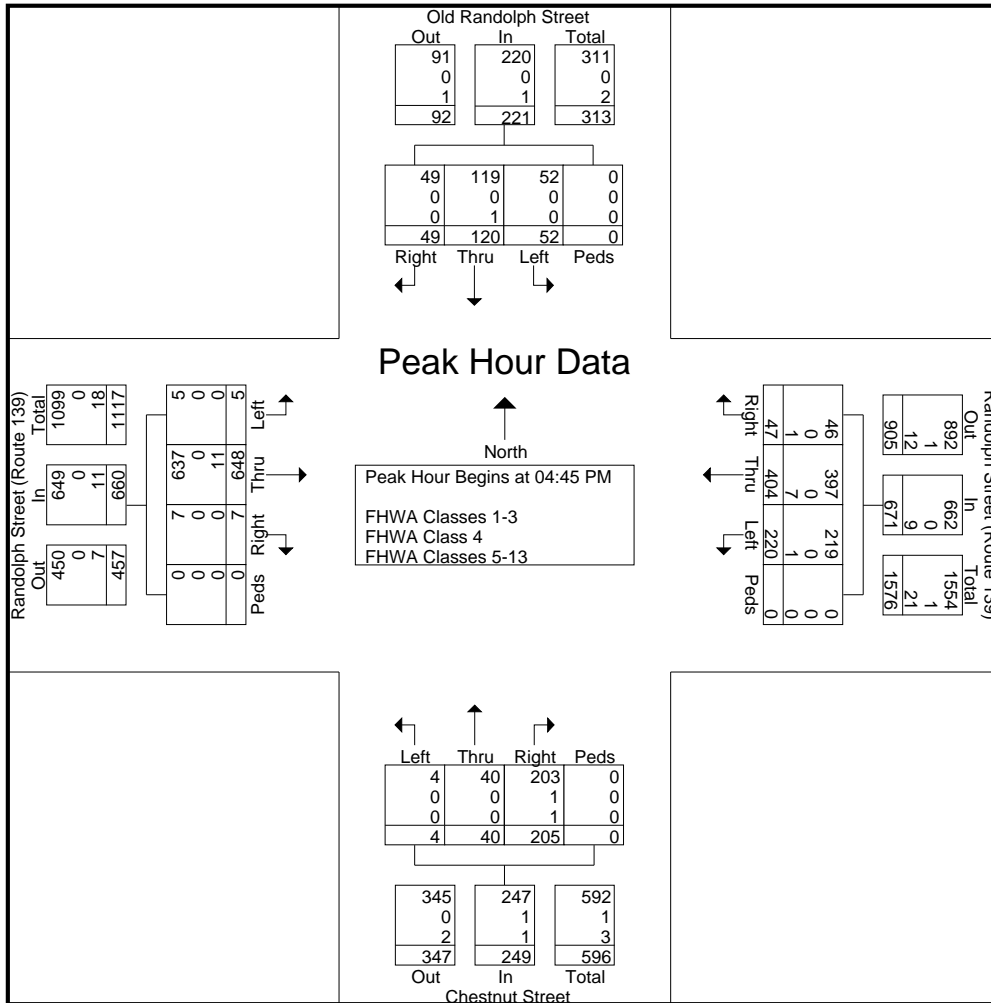 Old Randolph Street
Out In Total
91 220 311
0 0 0
1 1 2
92 221 313
49 119 52 0
0 0 0 0
0 1 0 0
49 120 52 0
Right Thru Left Peds
Peak Hour Data
North
Peak Hour Begins at 04:45 PM
FHWA Classes 1-3
FHWA Class 4
FHWA Classes 5-13
Randolph Street (Route 139)
Out In Total
450 649 1099
0 0 0
7 11 18
457 660 1117
5 637 7 0
0 0 0 0
0 11 0 0
5 648 7 0
Left Thru Right Peds
Randolph Street (Route 139)
Out In Total
892 662 1554
1 0 1
12 9 21
905 671 1576
46 397 219 0
0 0 0 0
1 7 1 0
47 404 220 0
Right Thru Left Peds
Left Thru Right Peds
4 40 203 0
0 0 1 0
0 0 1 0
4 40 205 0
345 247 592
0 1 1
2 1 3
347 249 596
Out In Total
Chestnut Street